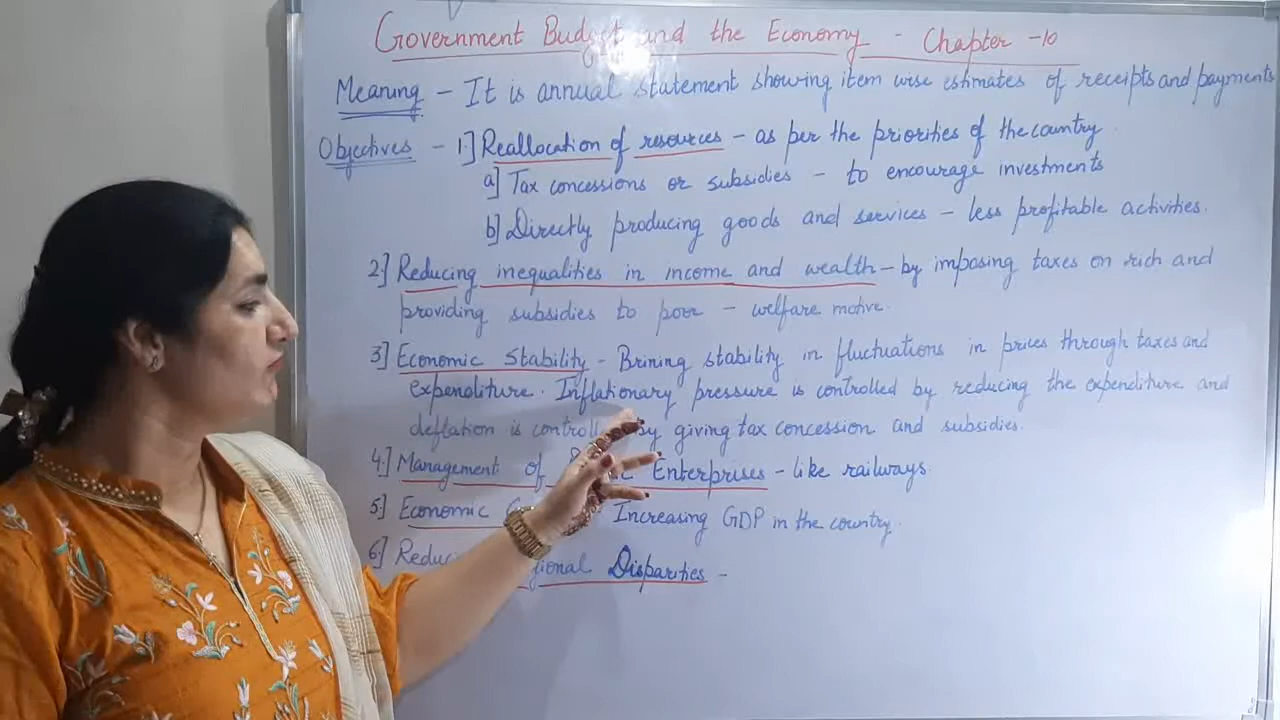 Government Budget and the Economy - Chapter -10
Meaning - It is annual statement showing item wise estimates of receipts and payments
Objectives - 1.] Reallocation of resources - as per the priorities of the country
a] Tax concessions or subsidies - to encourage investments
b] Directly producing goods and services - less profitable activities.
2.] Reducing inequalities in income and wealth - by imposing taxes on rich and
providing subsidies to poor - welfare motive.
3.] Economic Stability - Brining stability in fluctuations in prices through taxes and
expenditure. Inflationary pressure is controlled by reducing the expenditure and
deflation is by giving tax concession and subsidies.
4.] Management of Enterprises - like railways
5.] Economic Increasing GDP in the country.
6.] Disparities -